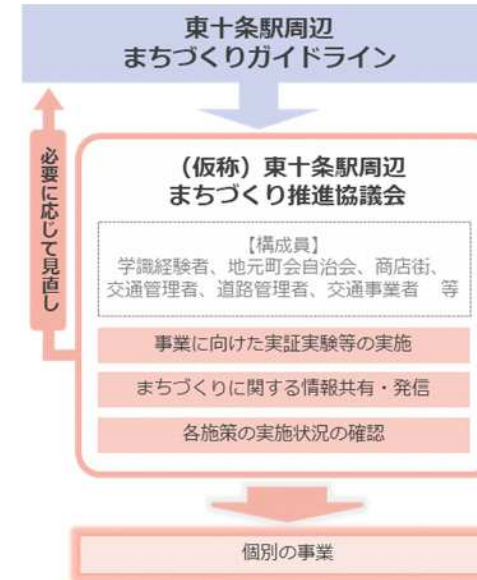 東十条駅周辺
まちづくりガイドライン
必要に応じて見直し
（仮称）東十条駅周辺
まちづくり推進協議会
【構成員】
学識経験者、地元町会自治会、商店街、
交通管理者、道路管理者、交通事業者　等
事業に向けた実証実験等の実施
まちづくりに関する情報共有・発信
各施策の実施状況の確認
個別の事業